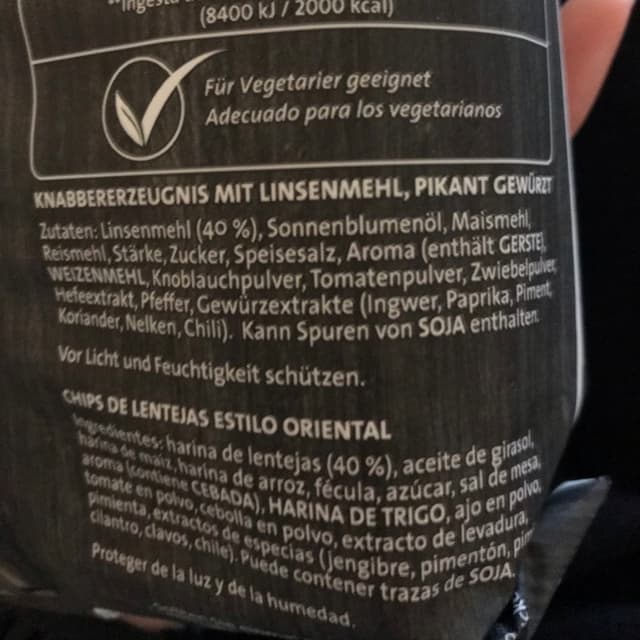 **Ingesta
(8400 kJ / 2000 kcal)
Für Vegetarier geeignet
Adecuado para los vegetarianos
KNABBERERZEUGNIS MIT LINSENMEHL, PIKANT GEWÜRZT
Zutaten: Linsenmehl (40 %), Sonnenblumenöl, Maismehl,
Reismehl, Stärke, Zucker, Speisesalz, Aroma (enthält GERSTE),
WEIZENMEHL, Knoblauchpulver, Tomatenpulver, Zwiebelpulver,
Hefeextrakt, Pfeffer, Gewürzextrakte (Ingwer, Paprika, Piment,
Koriander, Nelken, Chili). Kann Spuren von SOJA enthalten.
Vor Licht und Feuchtigkeit schützen.
CHIPS DE LENTEJAS ESTILO ORIENTAL
Ingredientes: harina de lentejas (40 %), aceite de girasol,
harina de maíz, harina de arroz, fécula, azúcar, sal de mesa,
aroma (contiene CEBADA), HARINA DE TRIGO, ajo en polvo,
tomate en polvo, cebolla en polvo, extracto de levadura,
pimienta, extractos de especias (jengibre, pimentón,
cilantro, clavos, chile). Puede contener trazas de SOJA.
Proteger de la luz y de la humedad.